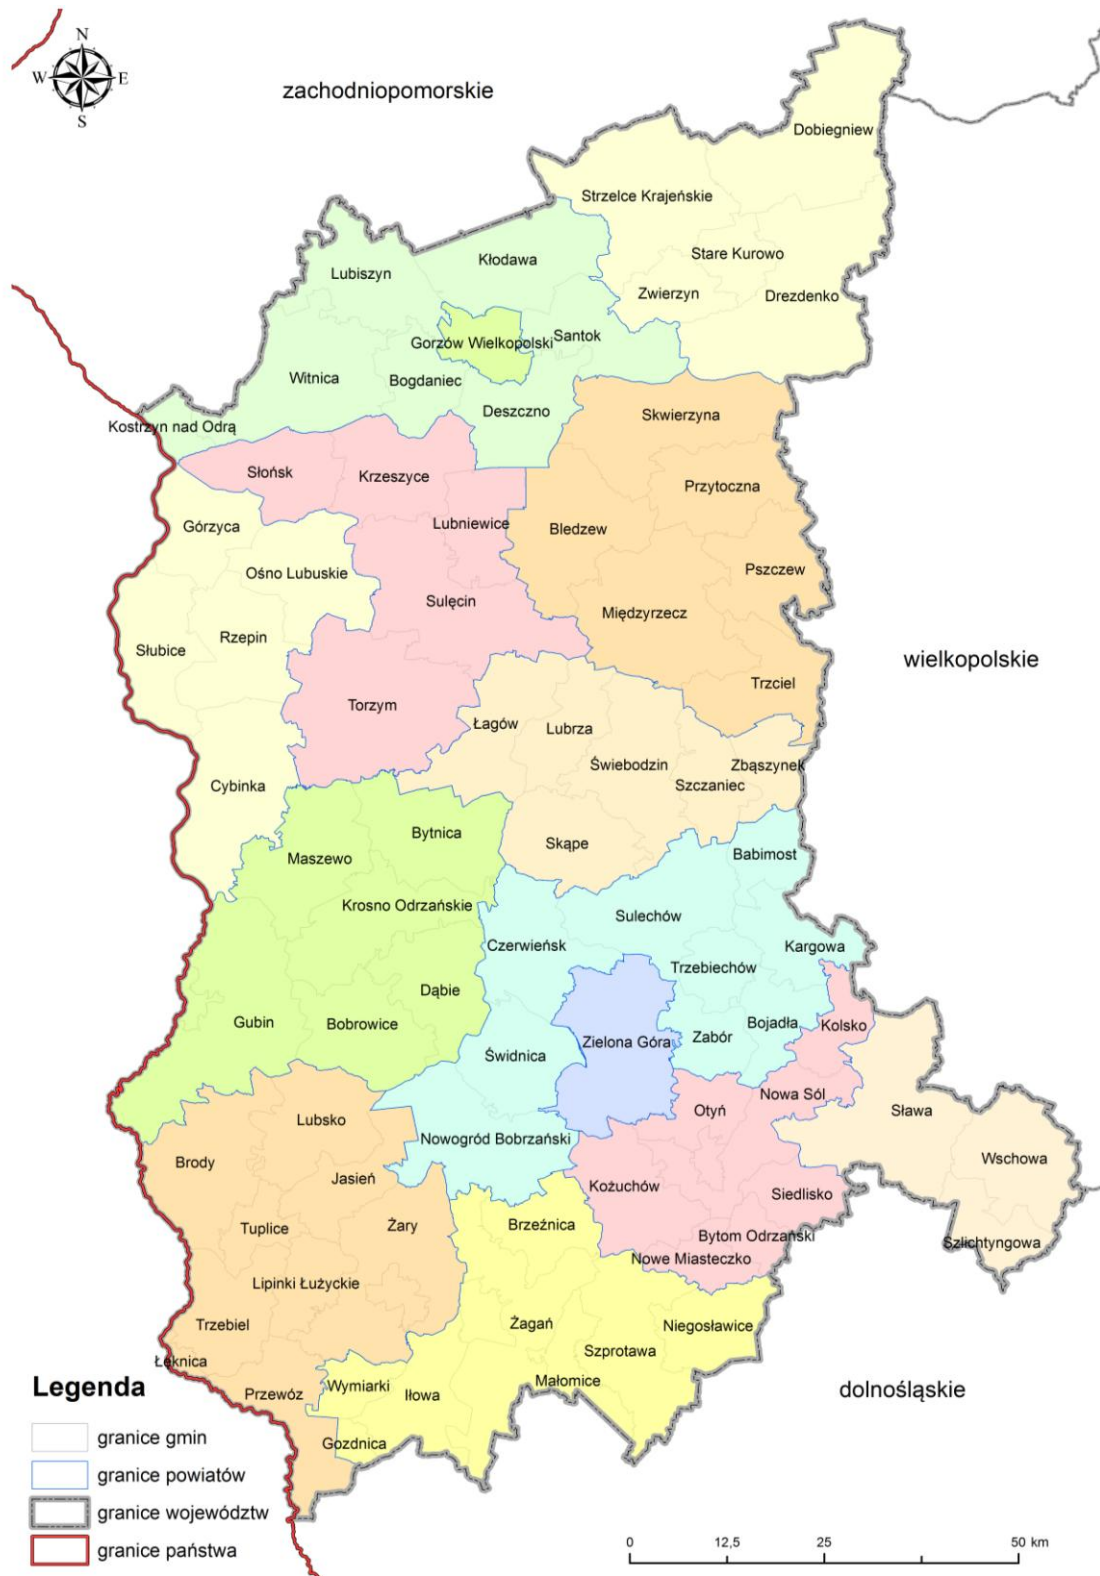 N
W E
S
zachodniopomorskie
Dobiegniew
Strzelce Krajeńskie
Stare Kurowo
Kłodawa
Lubiszyn
Zwierzyn
Drezdenko
Santok
Gorzów Wielkopolski
Witnica
Bogdaniec
Deszczno
Skwierzyna
Kostrzyn nad Odrą
Słońsk
Krzeszyce
Przytoczna
Lubniewice
Górzyca
Bledzew
Pszczew
Ośno Lubuskie
Sulęcin
Międzyrzecz
Rzepin
Słubice
wielkopolskie
Trzciel
Torzym
Łagów
Lubrza
Świebodzin
Zbąszynek
Szczaniec
Cybinka
Bytnica
Skąpe
Babimost
Maszewo
Krosno Odrzańskie
Sulechów
Czerwieńsk
Kargowa
Trzebiechów
Dąbie
Gubin
Bobrowice
Bojadła
Kolsko
Zabór
Zielona Góra
Świdnica
Nowa Sól
Otyń
Sława
Lubsko
Nowogród Bobrzański
Wschowa
Brody
Jasień
Kożuchów
Siedlisko
Tuplice
Żary
Brzeźnica
Bytom Odrzański
Szlichtyngowa
Nowe Miasteczko
Lipinki Łużyckie
Trzebiel
Żagań
Niegosławice
Szprotawa
Łęknica
Małomice
Wymiarki
Iłowa
Przewóz
dolnośląskie
Gozdnica
Legenda
granice gmin
granice powiatów
granice województw
granice państwa
0 12,5 25 50 km